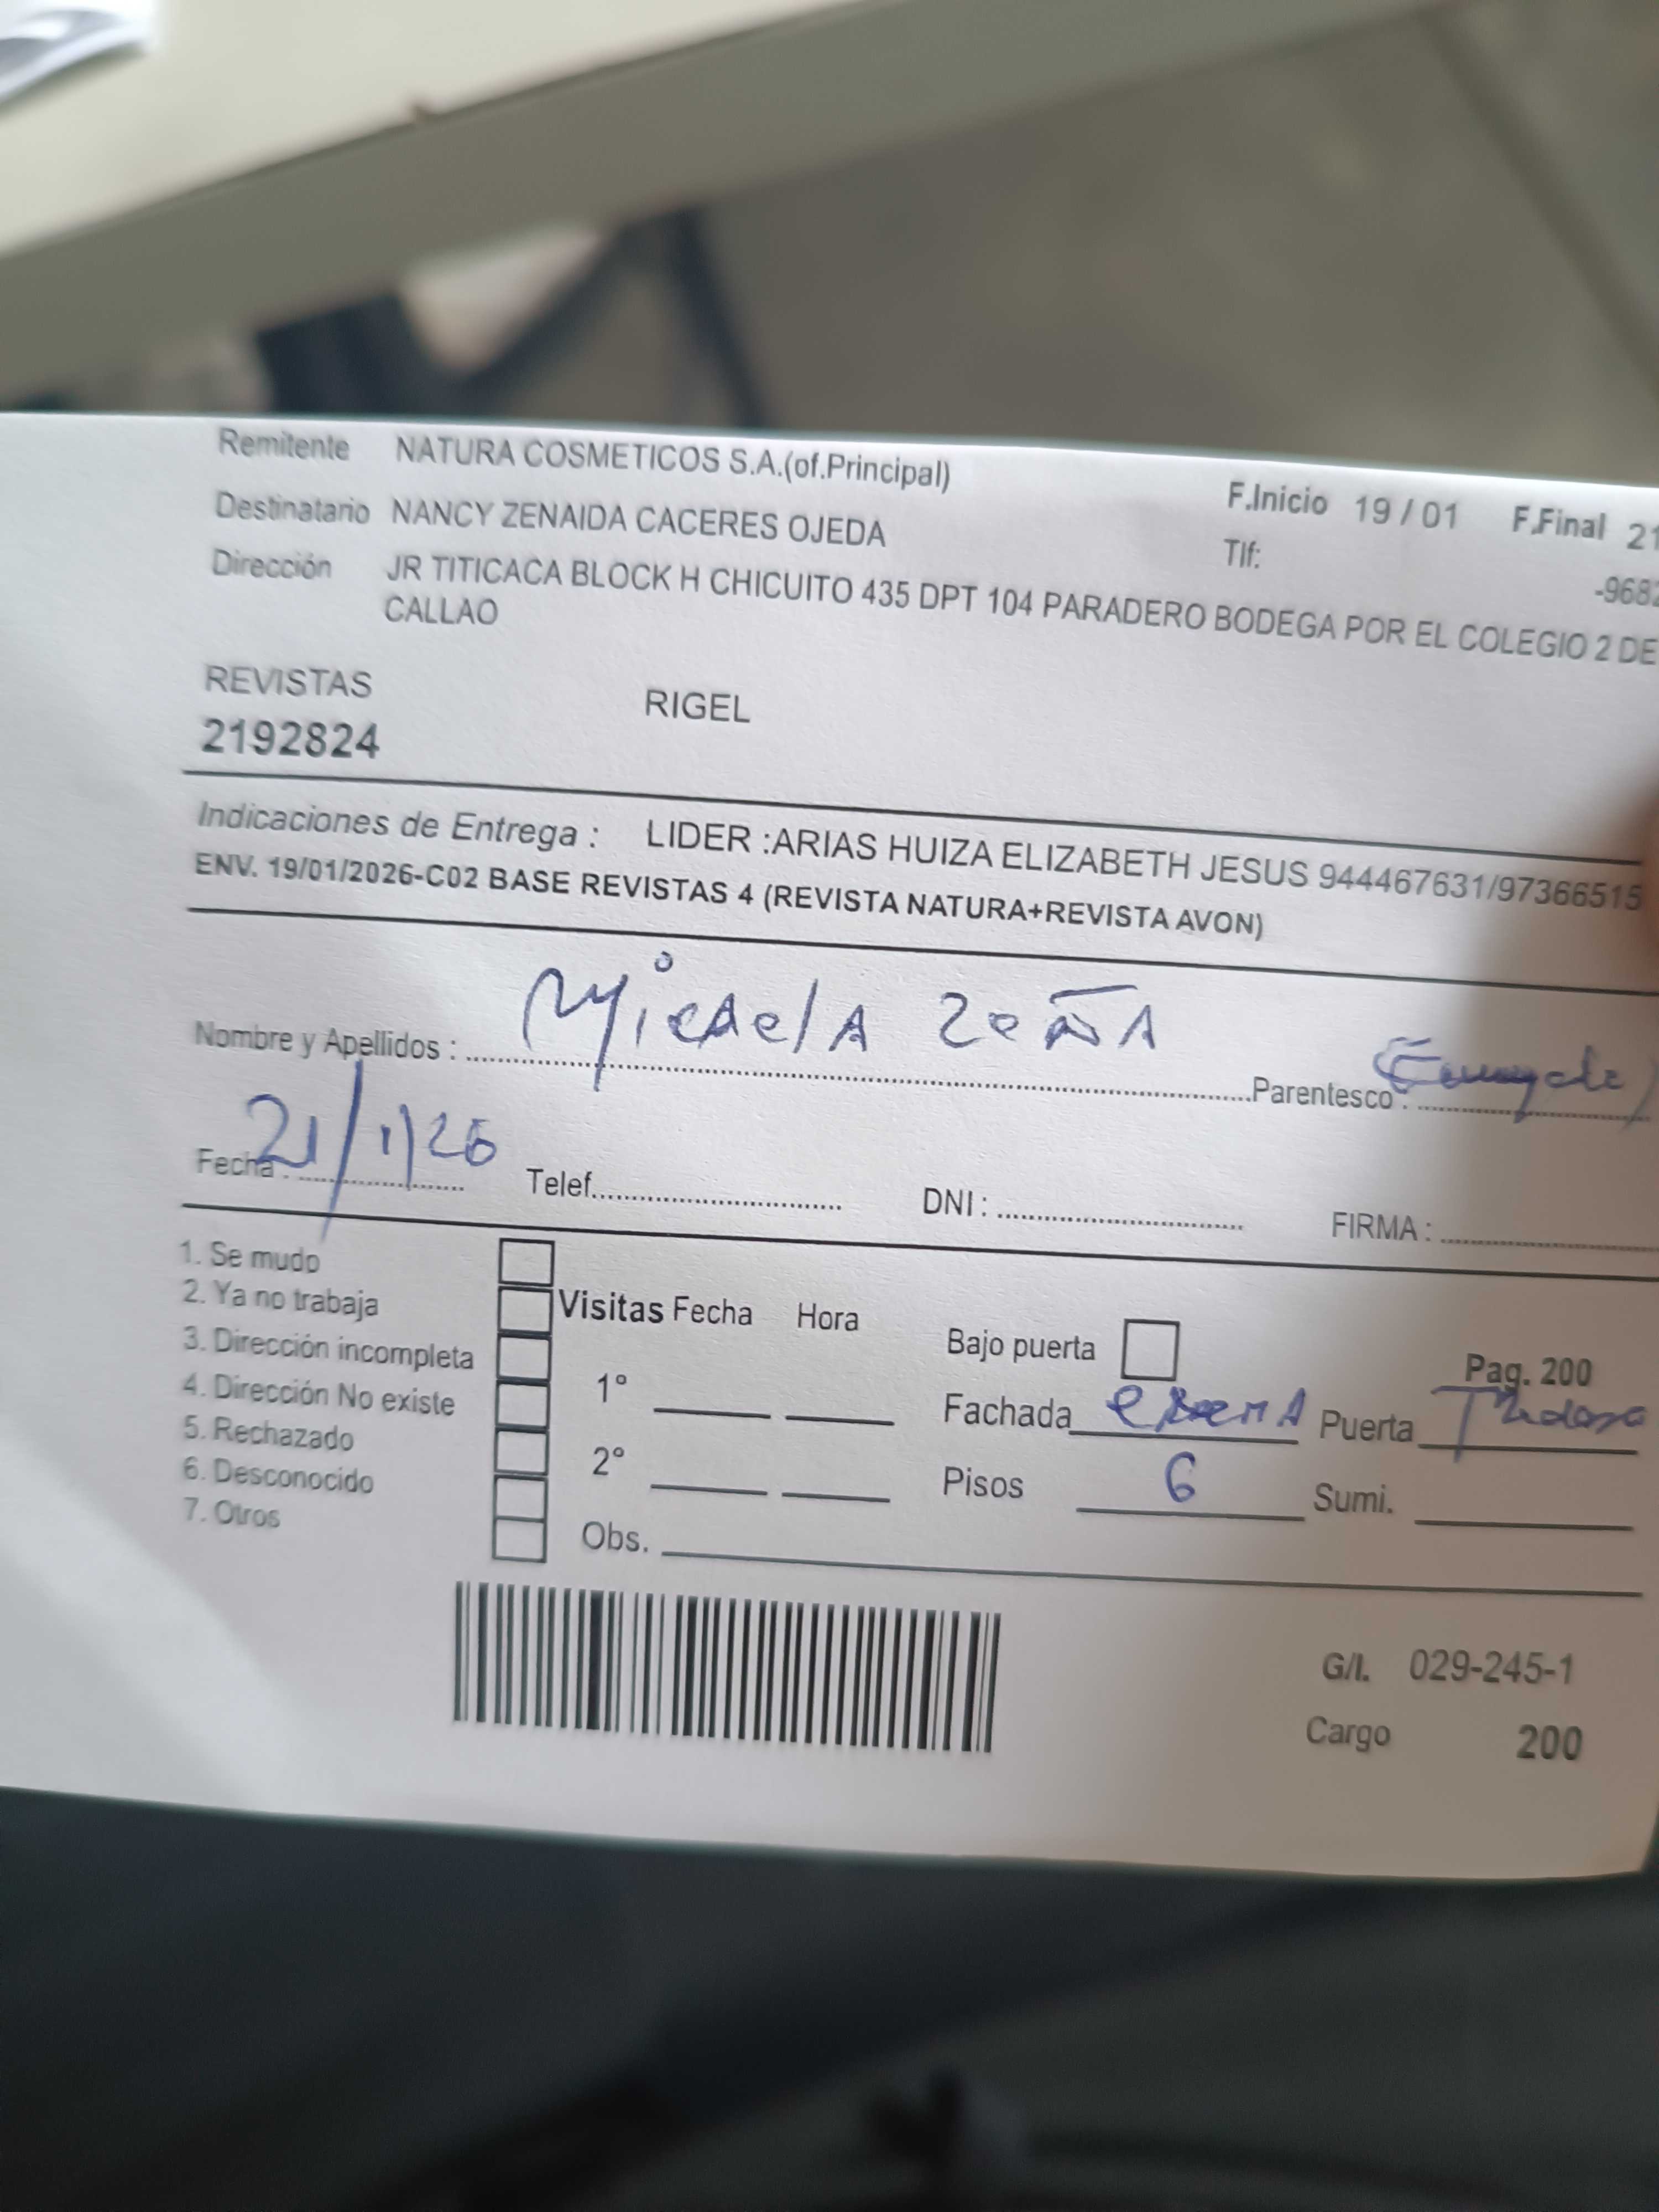 Remitente NATURA COSMETICOS S.A.(of.Principal)
F.Inicio 19 / 01 F.Final 21
Destinatario NANCY ZENAIDA CACERES OJEDA
Tlf: -9682
Dirección JR TITICACA BLOCK H CHICUITO 435 DPT 104 PARADERO BODEGA POR EL COLEGIO 2 DE
CALLAO
REVISTAS RIGEL
2192824
Indicaciones de Entrega : LIDER :ARIAS HUIZA ELIZABETH JESUS 944467631/97366515
ENV. 19/01/2026-C02 BASE REVISTAS 4 (REVISTA NATURA+REVISTA AVON)
Nombre y Apellidos : MicAelA ZeÑA Parentesco :
Fecha : 21/1/26 Telef. DNI : FIRMA :
1. Se mudo
2. Ya no trabaja
3. Dirección incompleta
4. Dirección No existe
5. Rechazado
6. Desconocido
7. Otros
Visitas Fecha Hora
1°
2°
Obs.
Bajo puerta Pag. 200
Fachada Puerta
Pisos 6 Sumi.
G/I. 029-245-1
Cargo 200